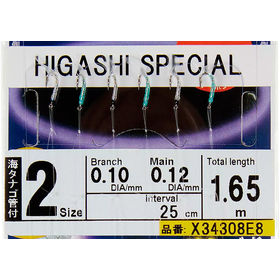 HIGASHI SPECIAL
海タナゴ管付
2 Size
Branch
0.10
DIA/mm
Main
0.12
DIA/mm
Interval
25 cm
Total length
1.65
m
品番: X34308E8